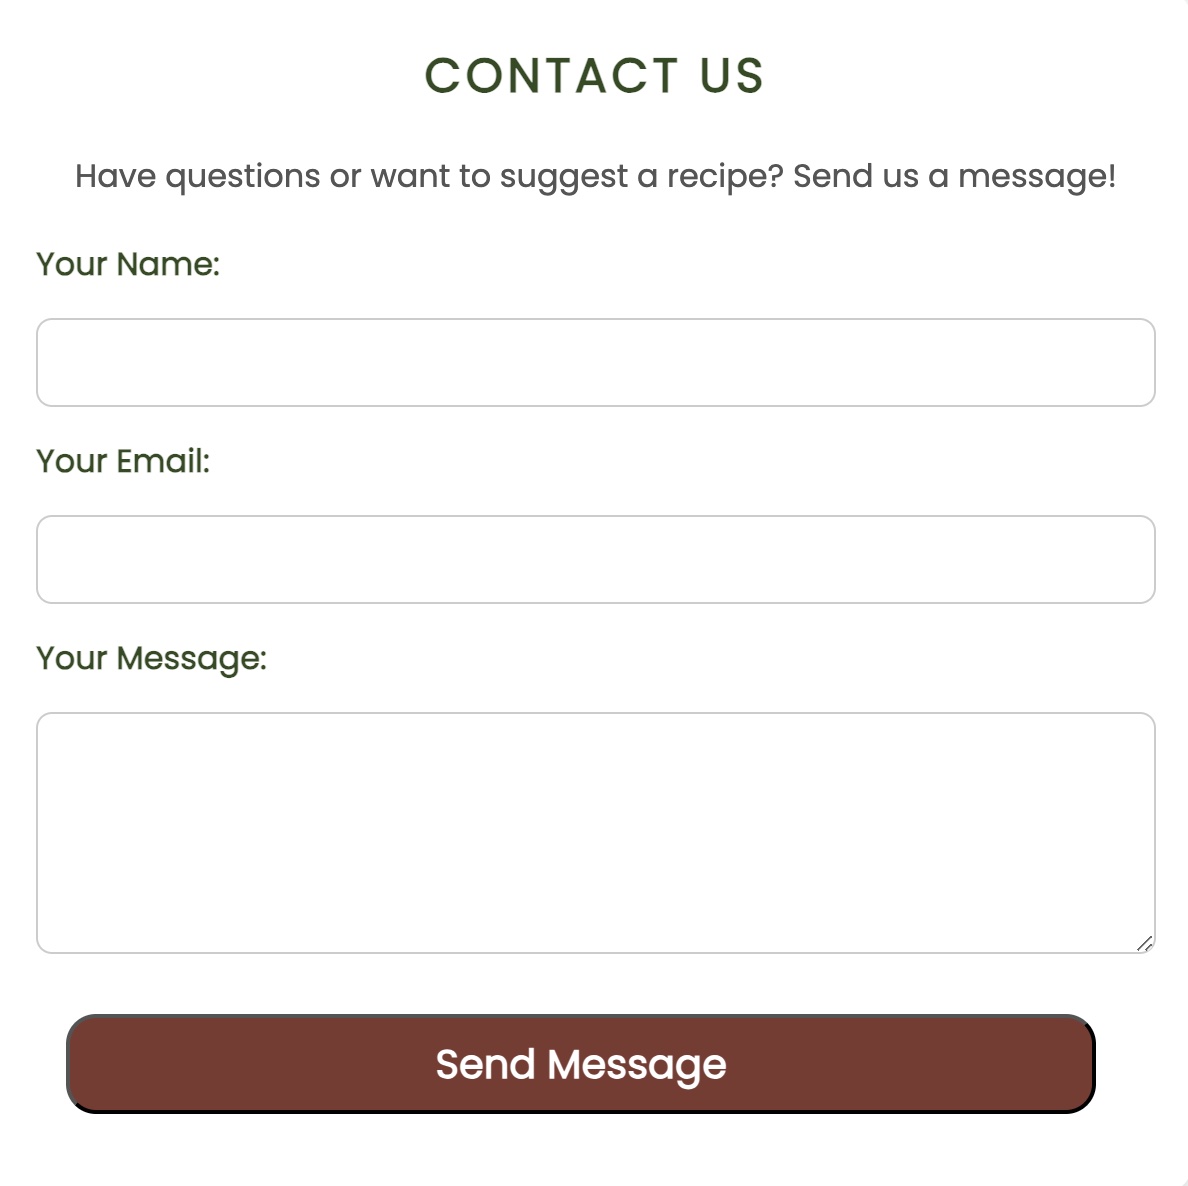 CONTACT US
Have questions or want to suggest a recipe? Send us a message!
Your Name:
Your Email:
Your Message:
Send Message